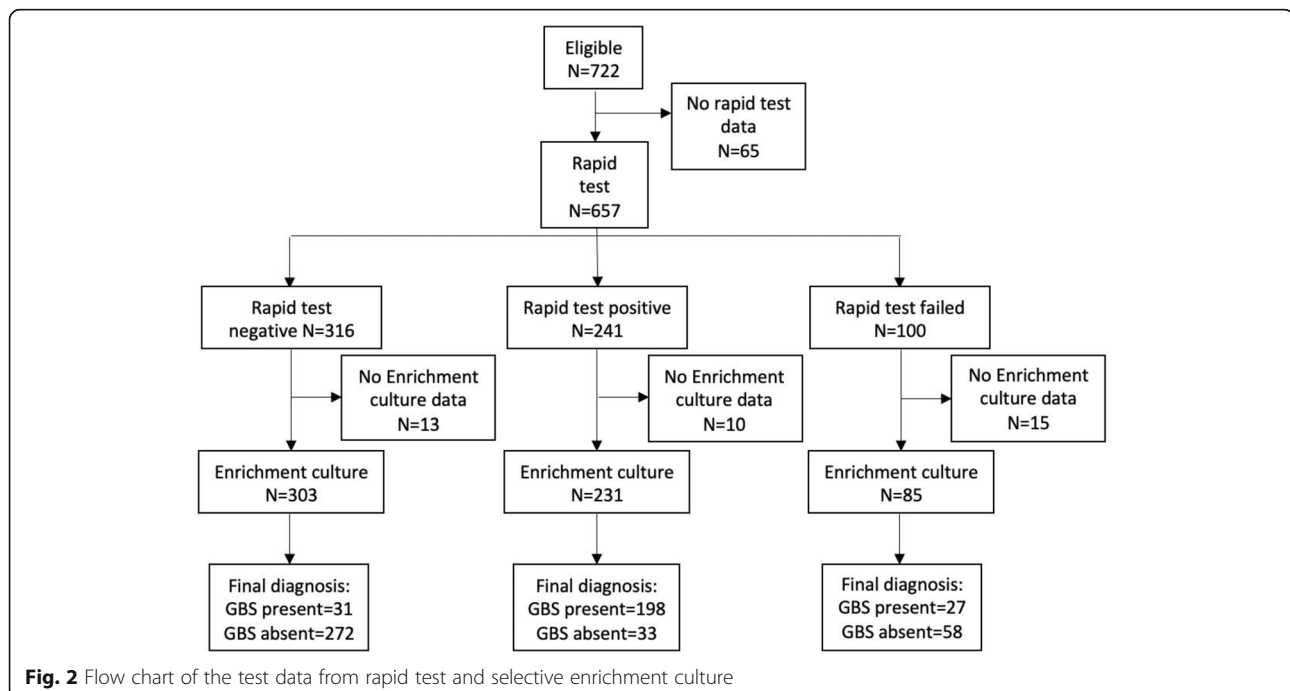 Eligible
N=722
No rapid test
data
N=65
Rapid
test
N=657
Rapid test
negative N=316
Rapid test positive
N=241
Rapid test failed
N=100
No Enrichment
culture data
N=13
No Enrichment
culture data
N=10
No Enrichment
culture data
N=15
Enrichment culture
N=303
Enrichment culture
N=231
Enrichment culture
N=85
Final diagnosis:
GBS present=31
GBS absent=272
Final diagnosis:
GBS present=198
GBS absent=33
Final diagnosis:
GBS present=27
GBS absent=58
Fig. 2 Flow chart of the test data from rapid test and selective enrichment culture